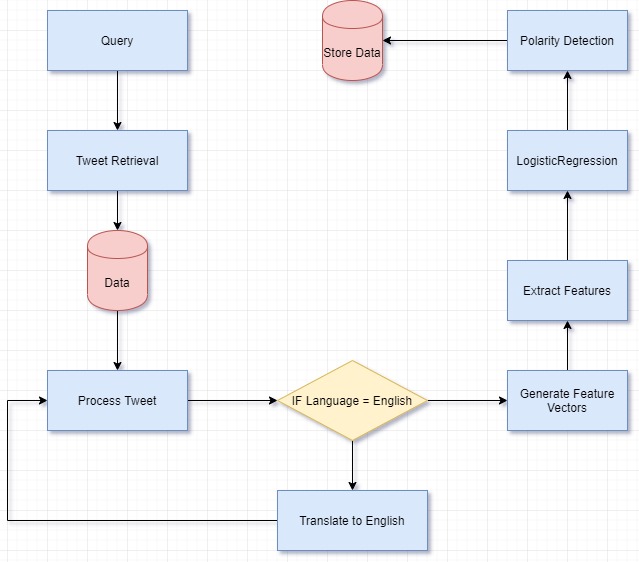 Query
Tweet Retrieval
Data
Process Tweet
IF Language = English
Translate to English
Generate Feature
Vectors
Extract Features
LogisticRegression
Polarity Detection
Store Data